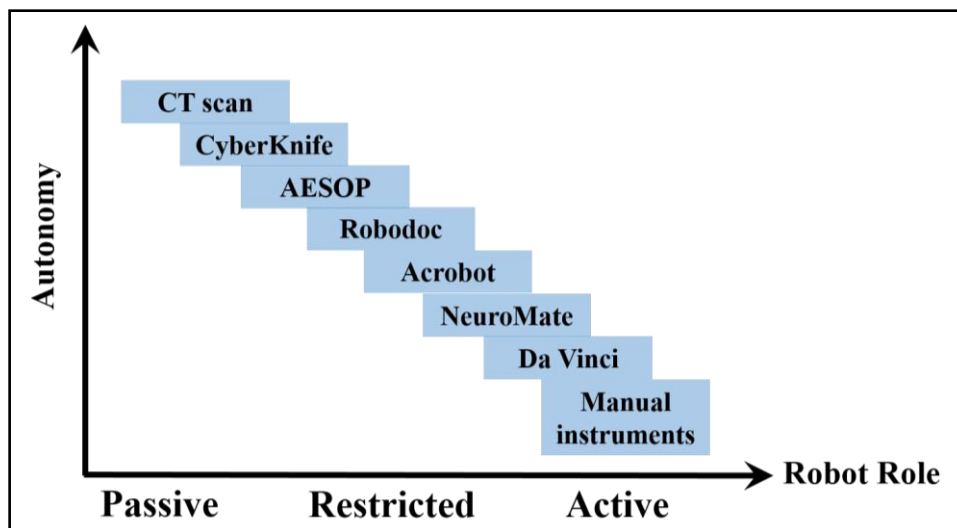 Autonomy
CT scan
CyberKnife
AESOP
Robodoc
Acrobot
NeuroMate
Da Vinci
Manual
instruments
Robot Role
Passive
Restricted
Active